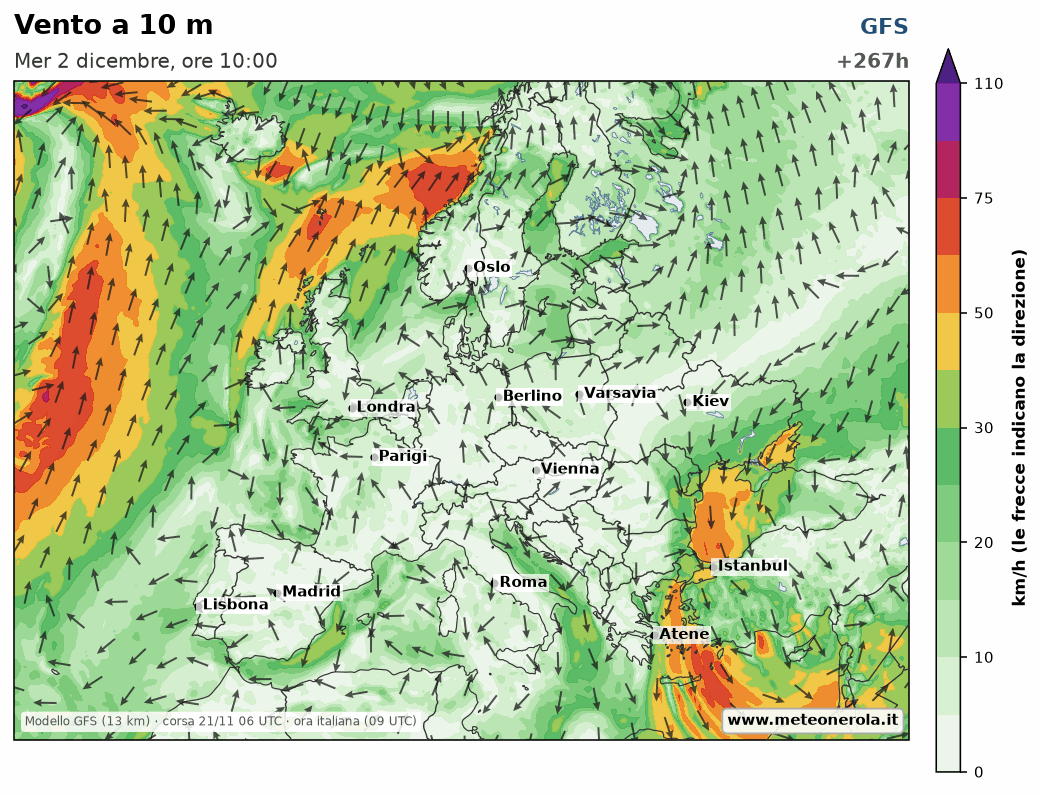 Vento a 10 m
GFS
Mer 2 dicembre, ore 10:00
+267h
110
75
50
30
20
10
0
km/h (le frecce indicano la direzione)
Oslo
Berlino
Varsavia
Kiev
Londra
Parigi
Vienna
Istanbul
Roma
Madrid
Lisbona
Atene
Modello GFS (13 km) · corsa 21/11 06 UTC · ora italiana (09 UTC)
www.meteonerola.it